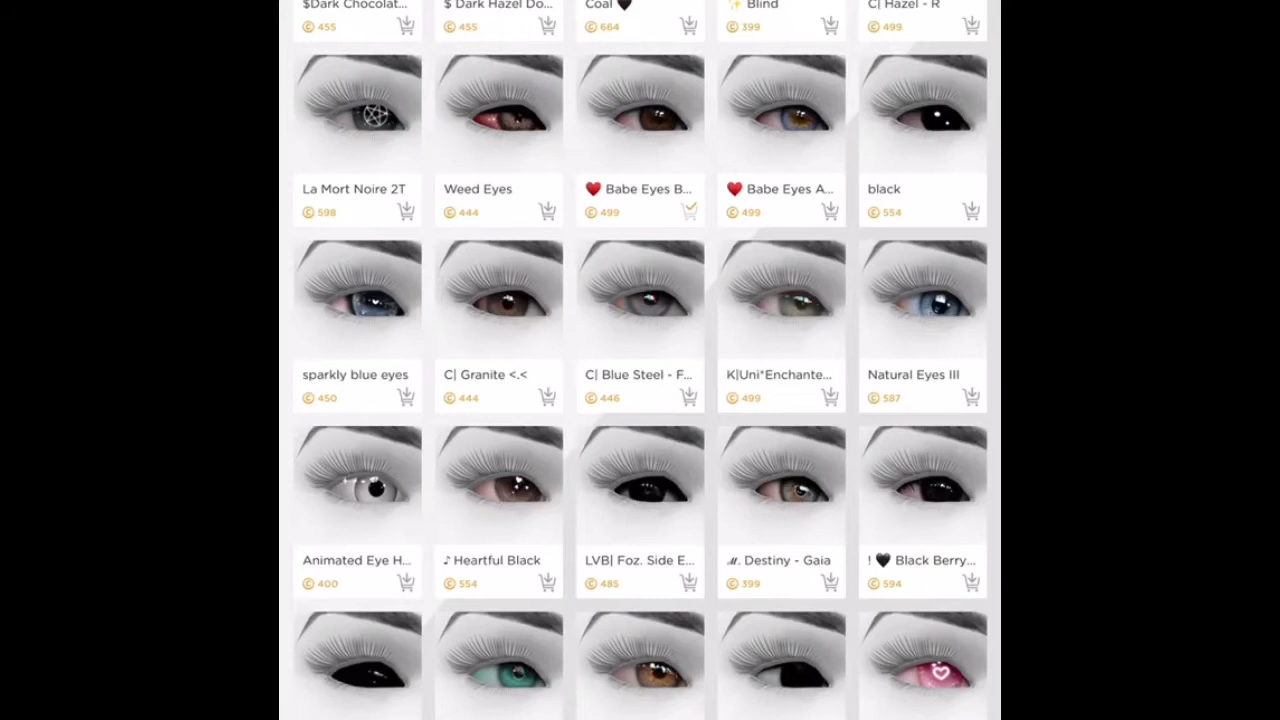 $Dark Chocolat... $ Dark Hazel Do... Coal 🖤 ✨ Blind C| Hazel - R
© 455 © 455 © 664 © 399 © 499
La Mort Noire 2T Weed Eyes ♥️ Babe Eyes B... ♥️ Babe Eyes A... black
© 598 © 444 © 499 © 499 © 554
sparkly blue eyes C| Granite <.< C| Blue Steel - F... K|Uni*Enchante... Natural Eyes III
© 450 © 444 © 446 © 499 © 587
Animated Eye H... ♪ Heartful Black LVB| Foz. Side E... ℳ. Destiny - Gaia ! 🖤 Black Berry...
© 400 © 554 © 485 © 399 © 594